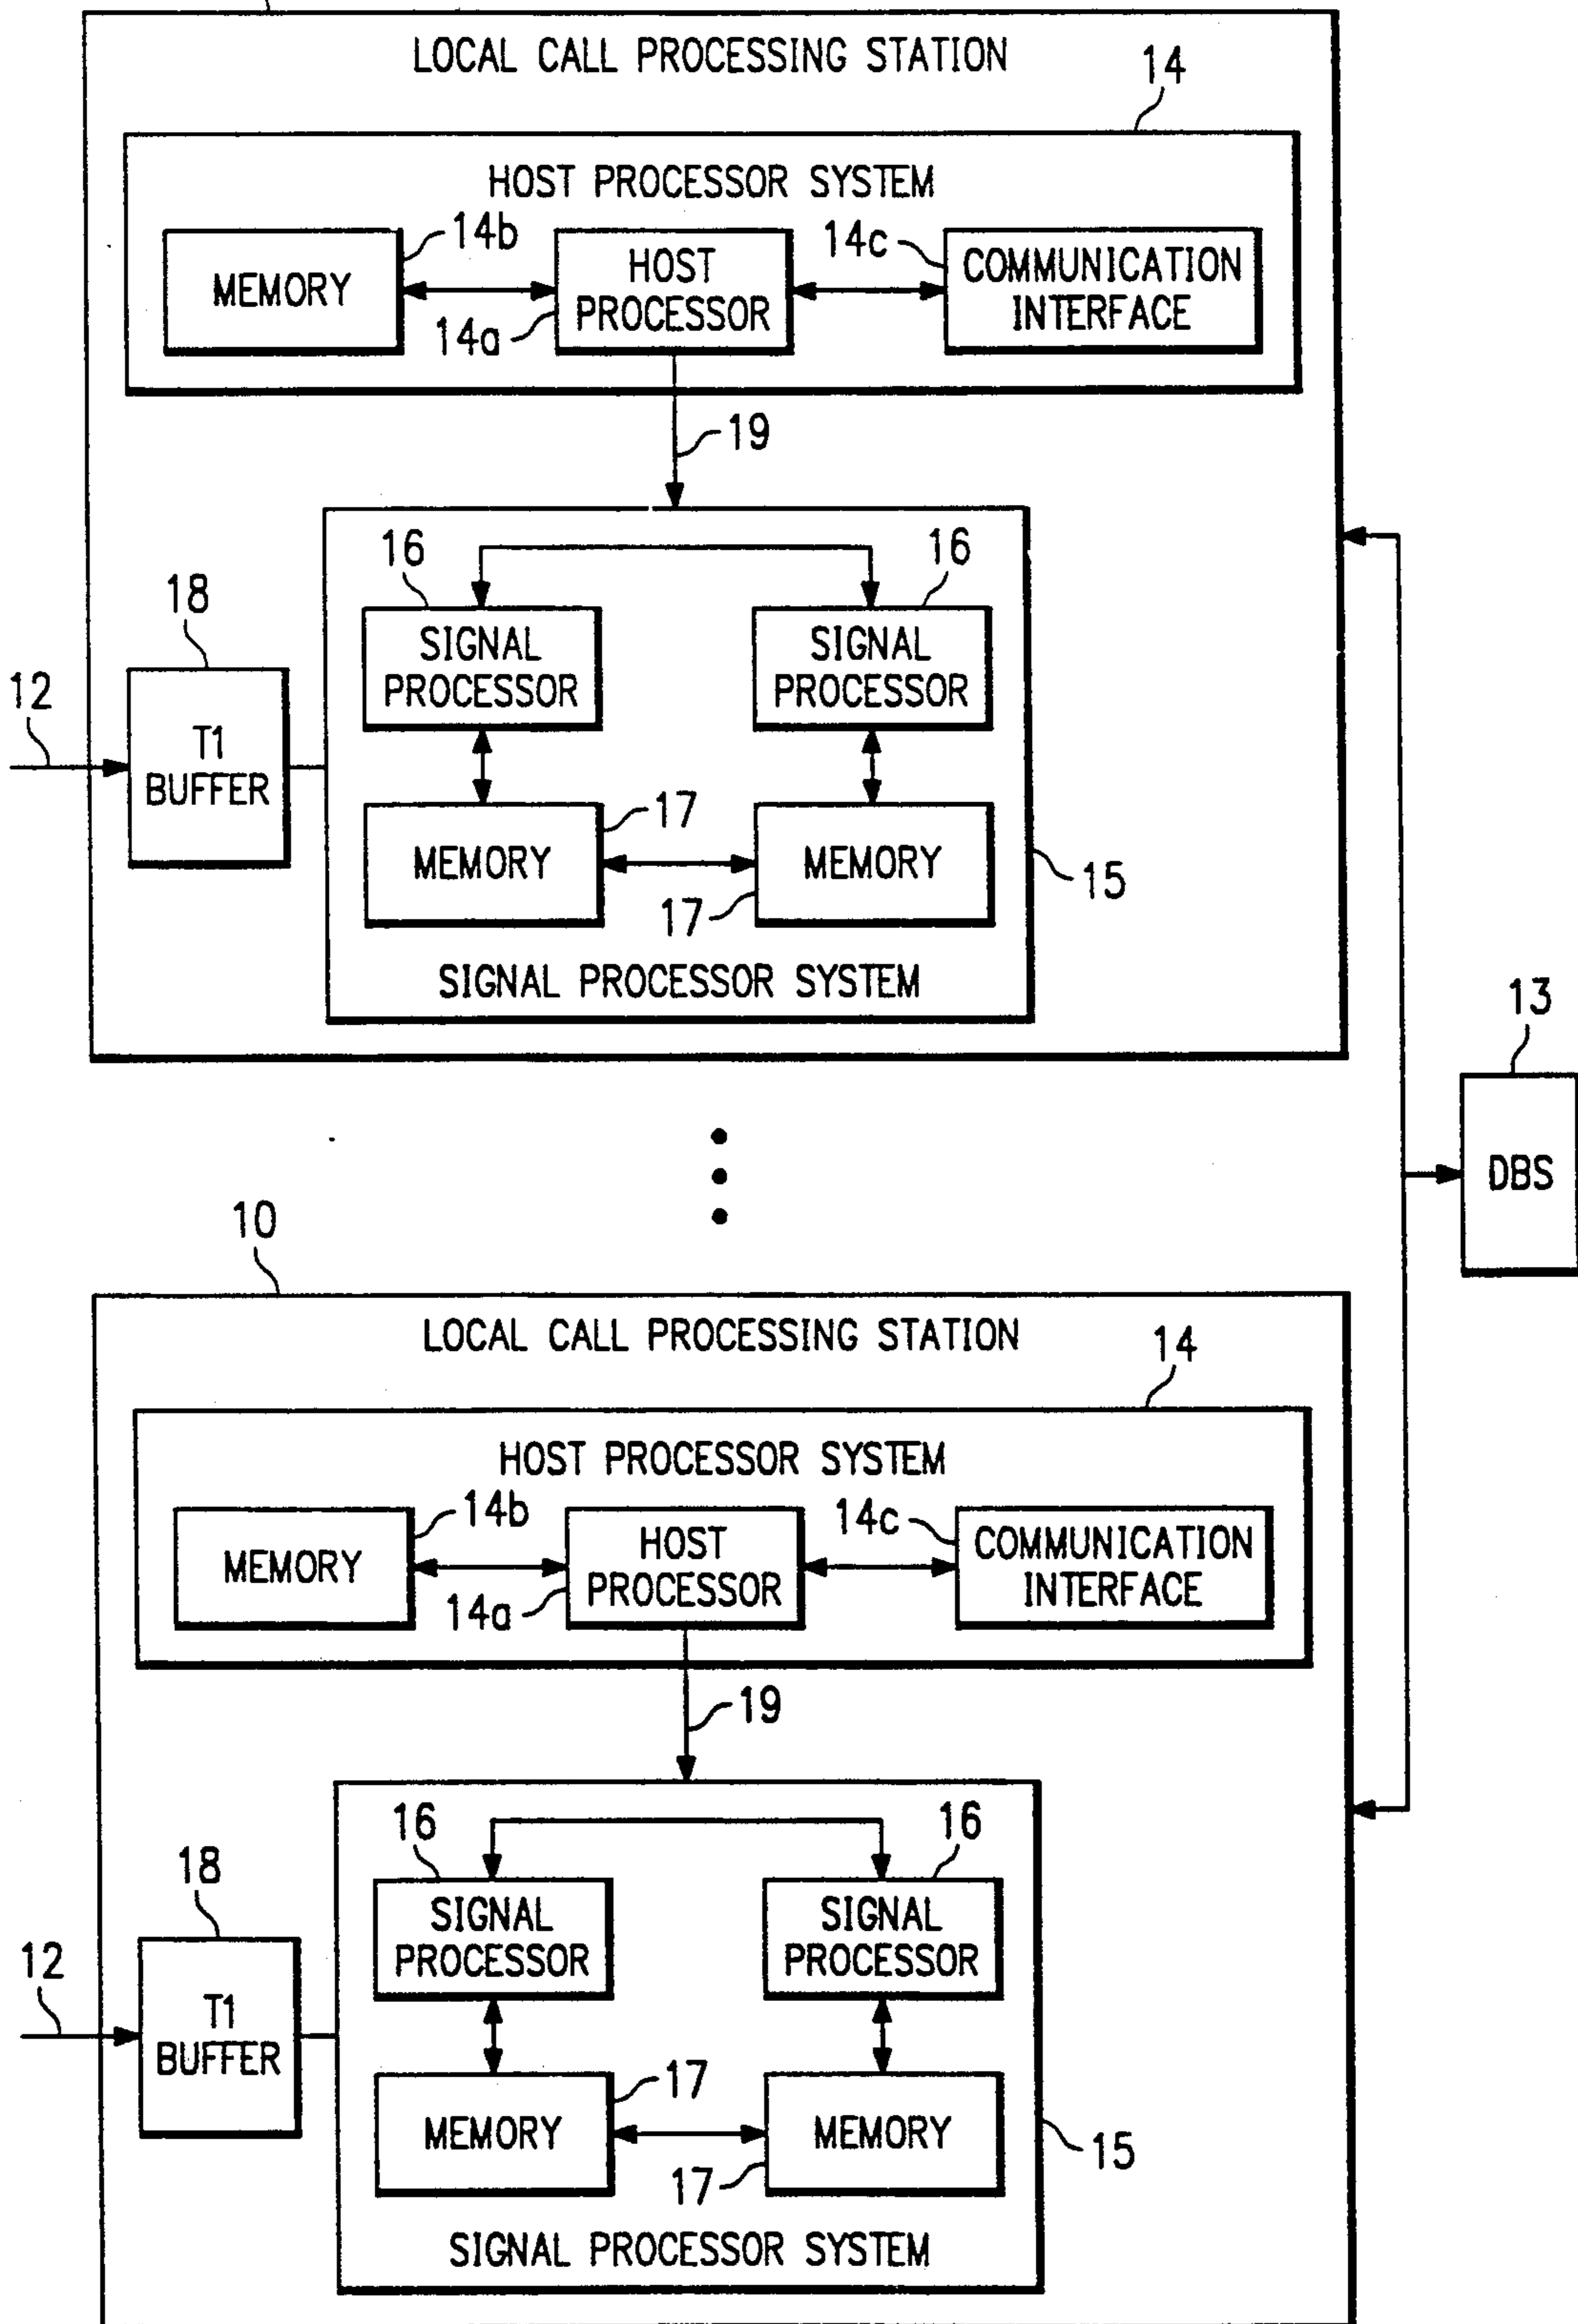 LOCAL CALL PROCESSING STATION
14
HOST PROCESSOR SYSTEM
MEMORY
14b
14a
HOST
PROCESSOR
14c
COMMUNICATION
INTERFACE
19
16
16
18
SIGNAL
PROCESSOR
SIGNAL
PROCESSOR
12
T1
BUFFER
17
MEMORY
MEMORY
17
15
SIGNAL PROCESSOR SYSTEM
13
DBS
10
LOCAL CALL PROCESSING STATION
14
HOST PROCESSOR SYSTEM
MEMORY
14b
14a
HOST
PROCESSOR
14c
COMMUNICATION
INTERFACE
19
16
16
18
SIGNAL
PROCESSOR
SIGNAL
PROCESSOR
12
T1
BUFFER
17
MEMORY
MEMORY
17
15
SIGNAL PROCESSOR SYSTEM